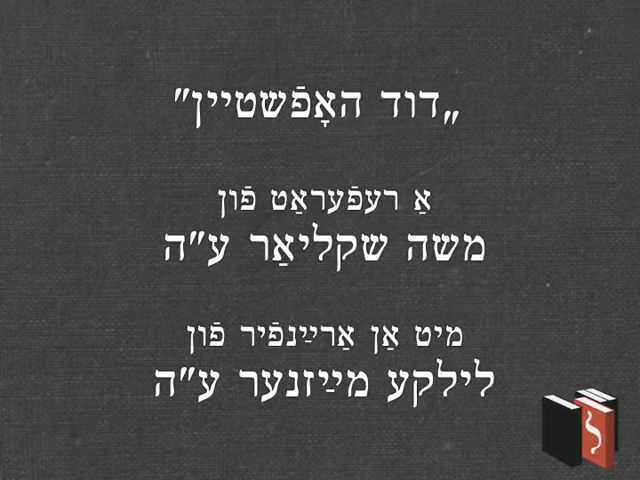 „דוד האָפֿשטיין"
אַ רעפֿעראַט פֿון
משה שקליאַר ע"ה
מיט אַן אַרײַנפֿיר פֿון
לילקע מײַזנער ע"ה
ל